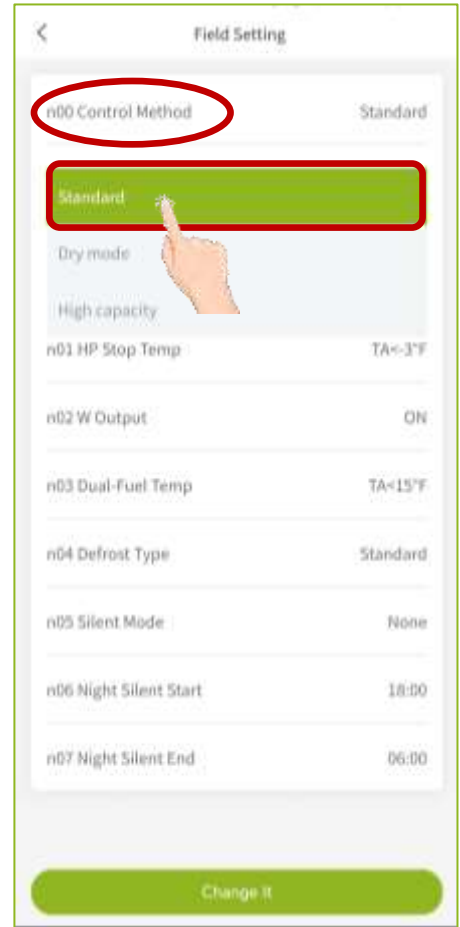 Field Setting
n00 Control Method Standard
Standard
Dry mode
High capacity
n01 HP Stop Temp TA<-3°F
n02 W Output ON
n03 Dual-Fuel Temp TA<15°F
n04 Defrost Type Standard
n05 Silent Mode None
n06 Night Silent Start 18:00
n07 Night Silent End 06:00
Change It